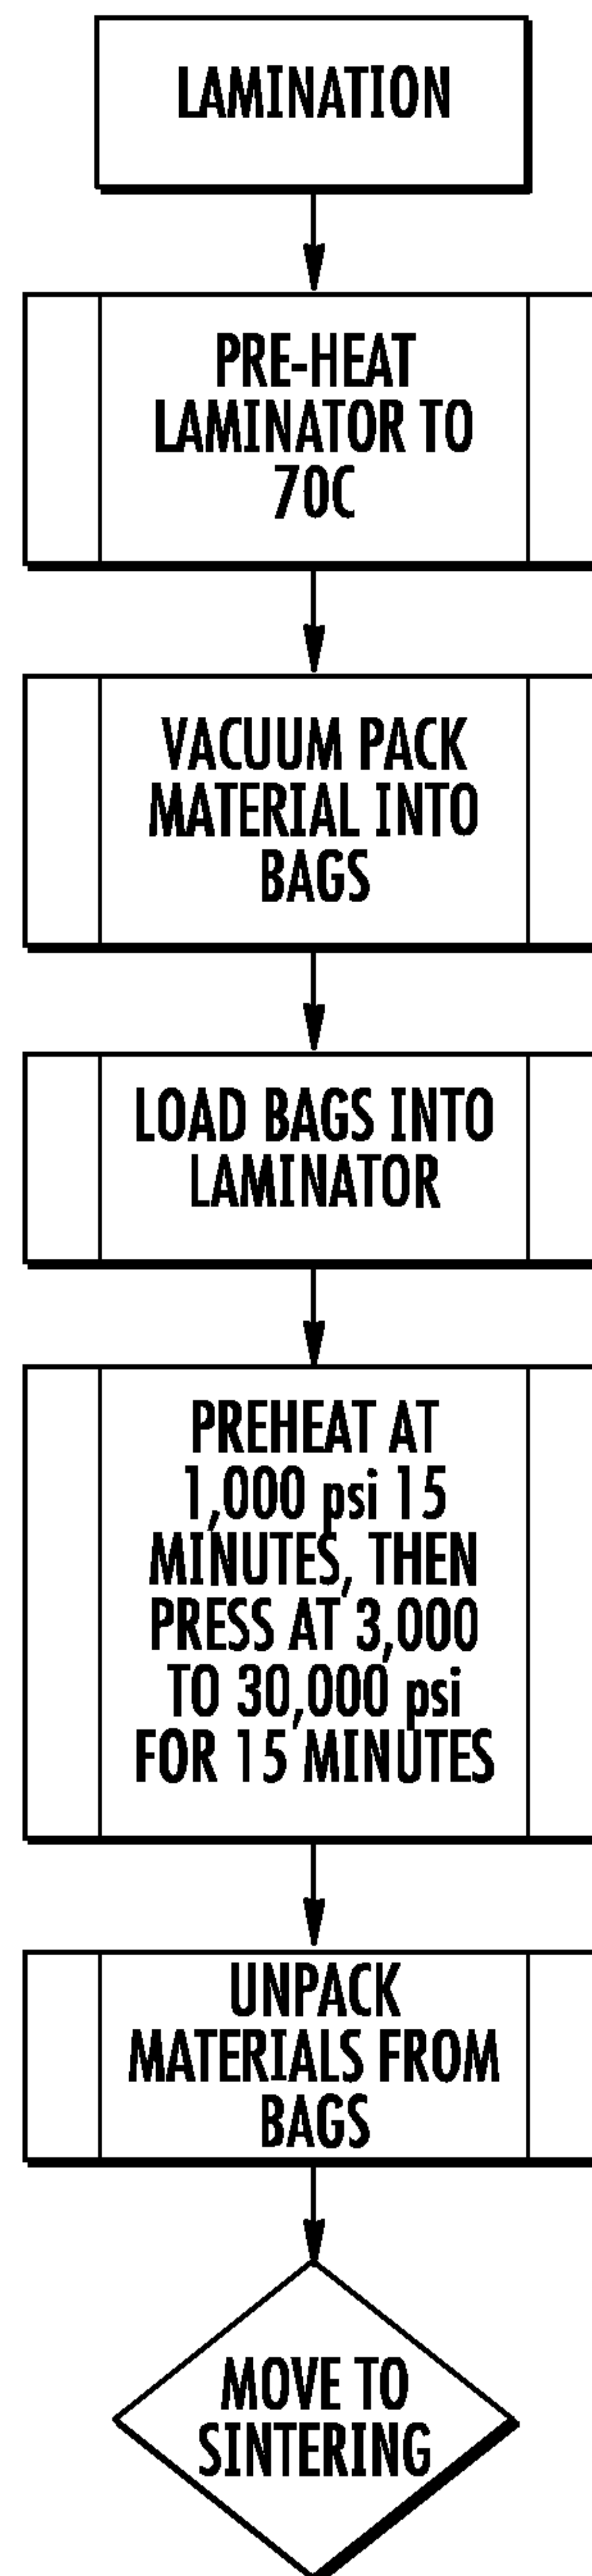 LAMINATION
PRE-HEAT
LAMINATOR TO
70C
VACUUM PACK
MATERIAL INTO
BAGS
LOAD BAGS INTO
LAMINATOR
PREHEAT AT
1,000 psi 15
MINUTES, THEN
PRESS AT 3,000
TO 30,000 psi
FOR 15 MINUTES
UNPACK
MATERIALS FROM
BAGS
MOVE TO
SINTERING